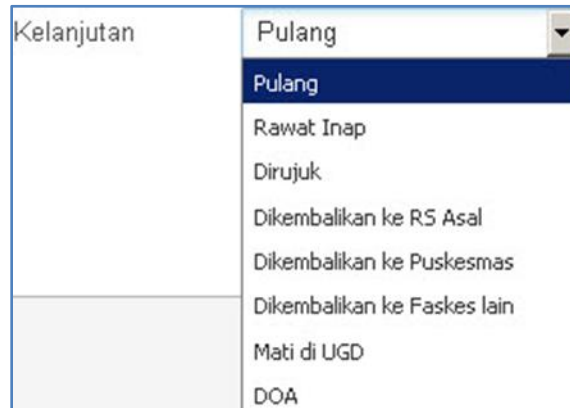 Kelanjutan
Pulang
Pulang
Rawat Inap
Dirujuk
Dikembalikan ke RS Asal
Dikembalikan ke Puskesmas
Dikembalikan ke Faskes lain
Mati di UGD
DOA